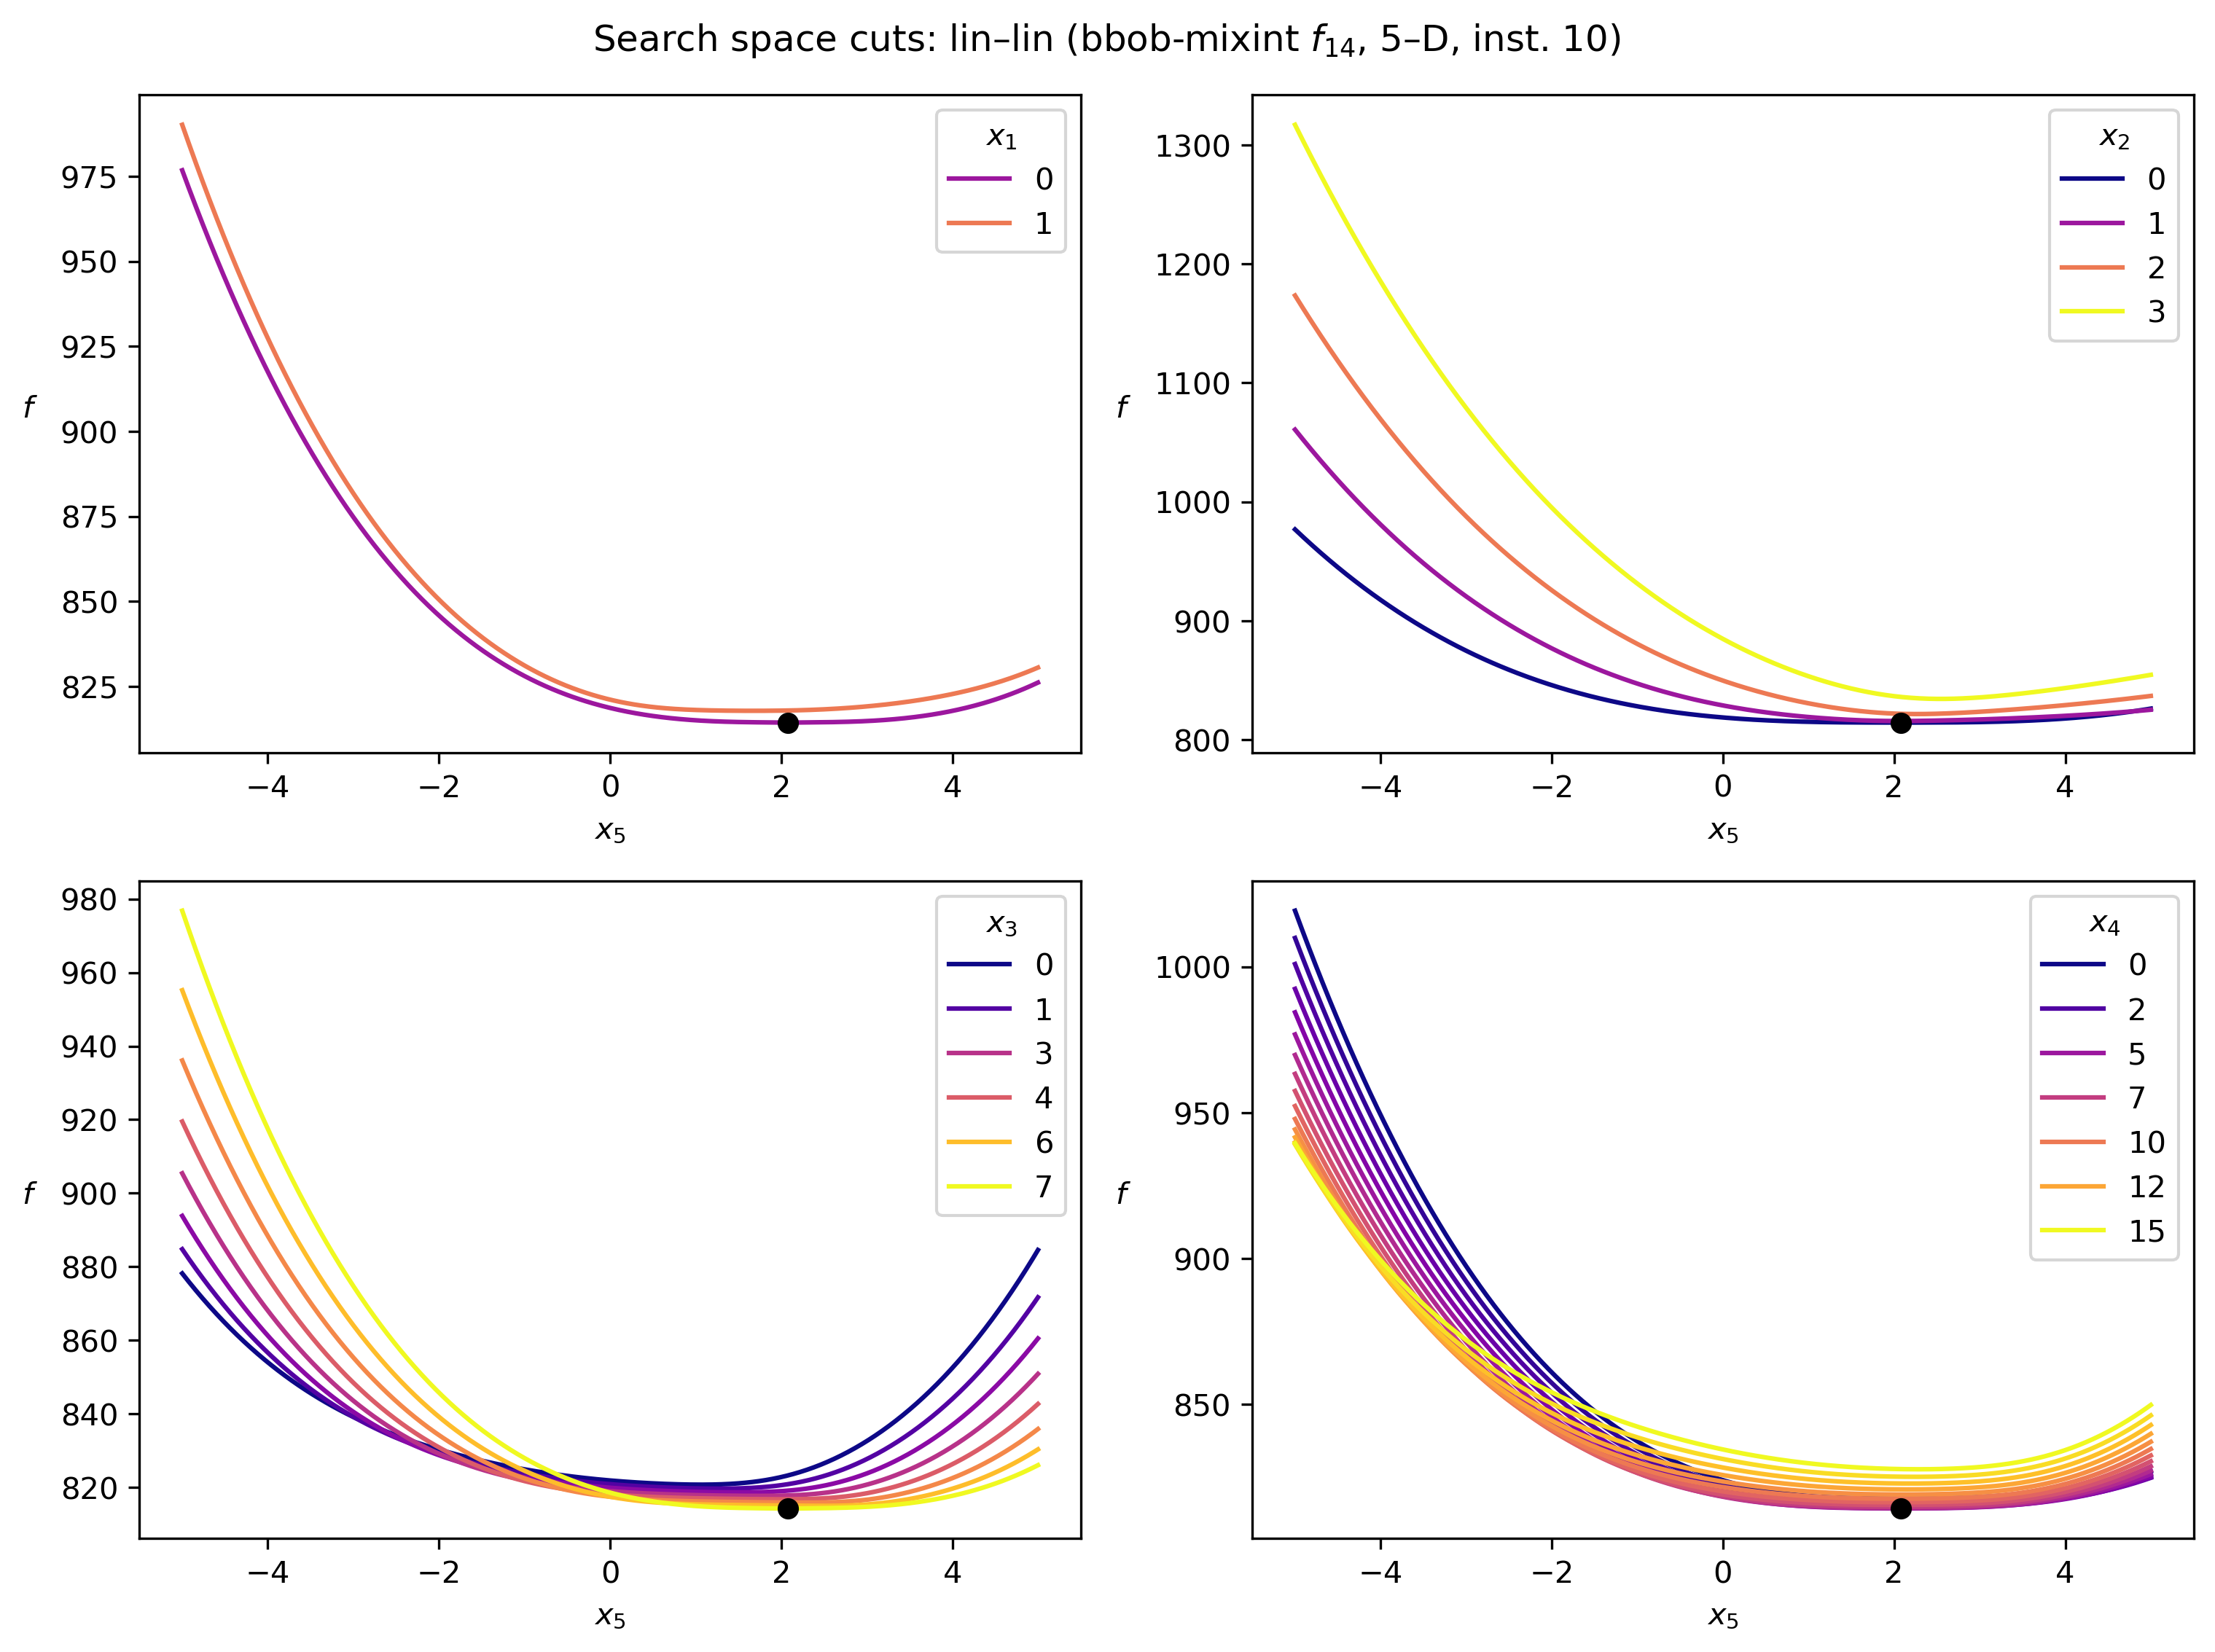 Search space cuts: lin–lin (bbob-mixint f14, 5–D, inst. 10)
x1
0
1
975
950
925
900
875
850
825
f
−4 −2 0 2 4
x5
x2
0
1
2
3
1300
1200
1100
1000
900
800
f
−4 −2 0 2 4
x5
x3
0
1
3
4
6
7
980
960
940
920
900
880
860
840
820
f
−4 −2 0 2 4
x5
x4
0
2
5
7
10
12
15
1000
950
900
850
f
−4 −2 0 2 4
x5